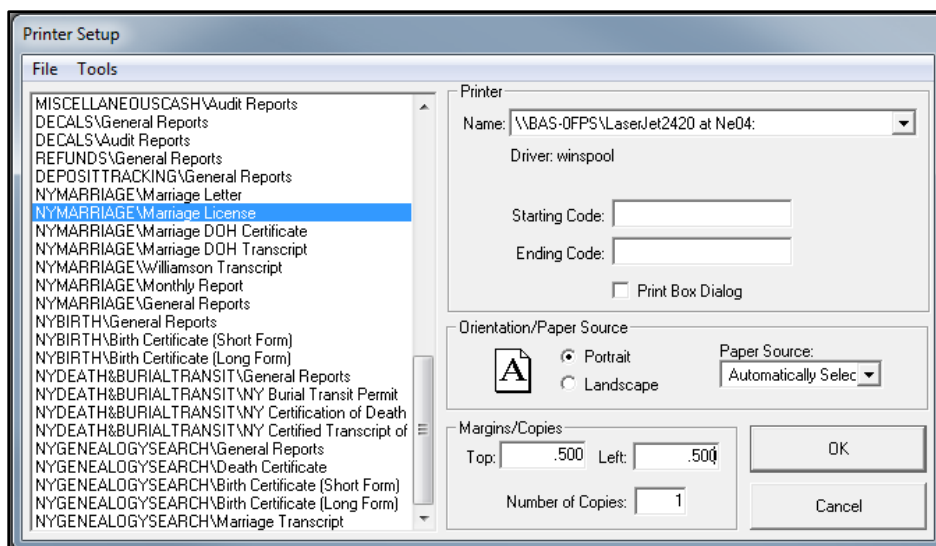 Printer Setup
File Tools
MISCELLANEOUSCASH\Audit Reports
DECALS\General Reports
DECALS\Audit Reports
REFUNDS\General Reports
DEPOSITTRACKING\General Reports
NYMARRIAGE\Marriage Letter
NYMARRIAGE\Marriage License
NYMARRIAGE\Marriage DOH Certificate
NYMARRIAGE\Marriage DOH Transcript
NYMARRIAGE\Williamson Transcript
NYMARRIAGE\Monthly Report
NYMARRIAGE\General Reports
NYBIRTH\General Reports
NYBIRTH\Birth Certificate (Short Form)
NYBIRTH\Birth Certificate (Long Form)
NYDEATH&BURIALTRANSIT\General Reports
NYDEATH&BURIALTRANSIT\NY Burial Transit Permit
NYDEATH&BURIALTRANSIT\NY Certification of Death
NYDEATH&BURIALTRANSIT\NY Certified Transcript of
NYGENEALOGYSEARCH\General Reports
NYGENEALOGYSEARCH\Death Certificate
NYGENEALOGYSEARCH\Birth Certificate (Short Form)
NYGENEALOGYSEARCH\Birth Certificate (Long Form)
NYGENEALOGYSEARCH\Marriage Transcript
Printer
Name: \\BAS-0FPS\LaserJet2420 at Ne04:
Driver: winspool
Starting Code:
Ending Code:
Print Box Dialog
Orientation/Paper Source
A
Portrait
Landscape
Paper Source:
Automatically Selec
Margins/Copies
Top: .500 Left: .500
Number of Copies: 1
OK
Cancel